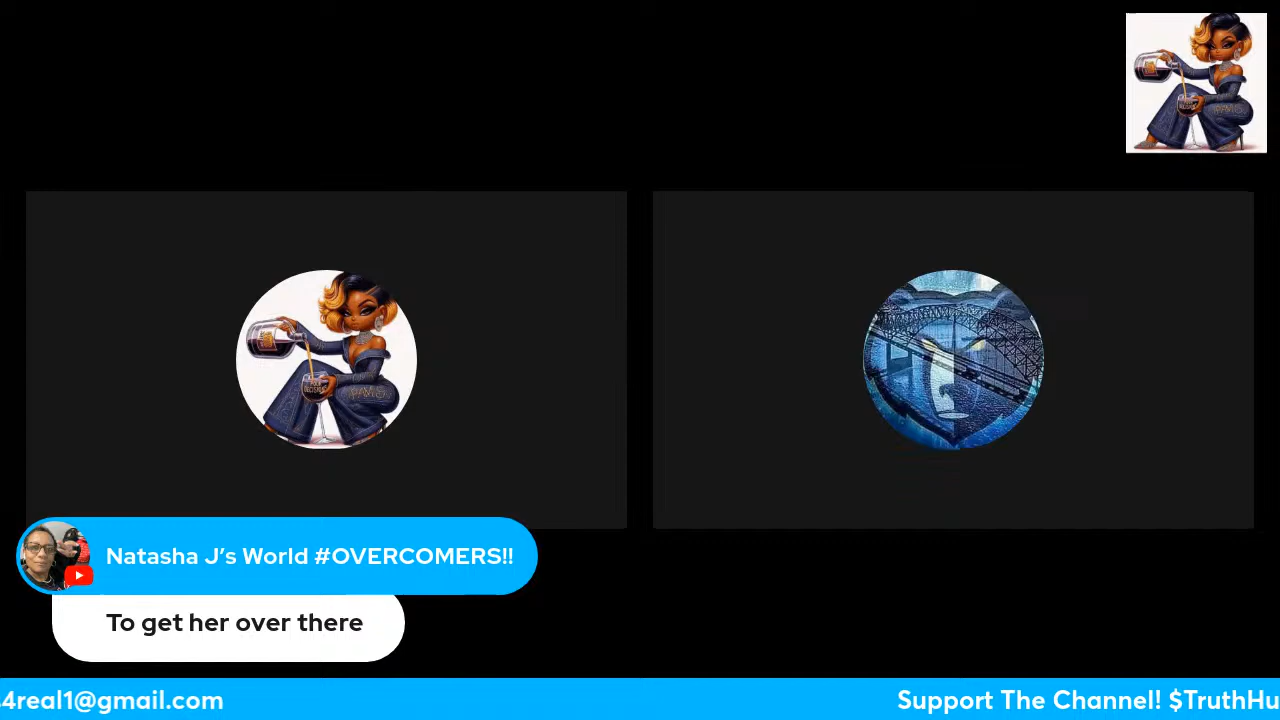 Natasha J’s World #OVERCOMERS!!
To get her over there
4real1@gmail.com
Support The Channel! $TruthHu